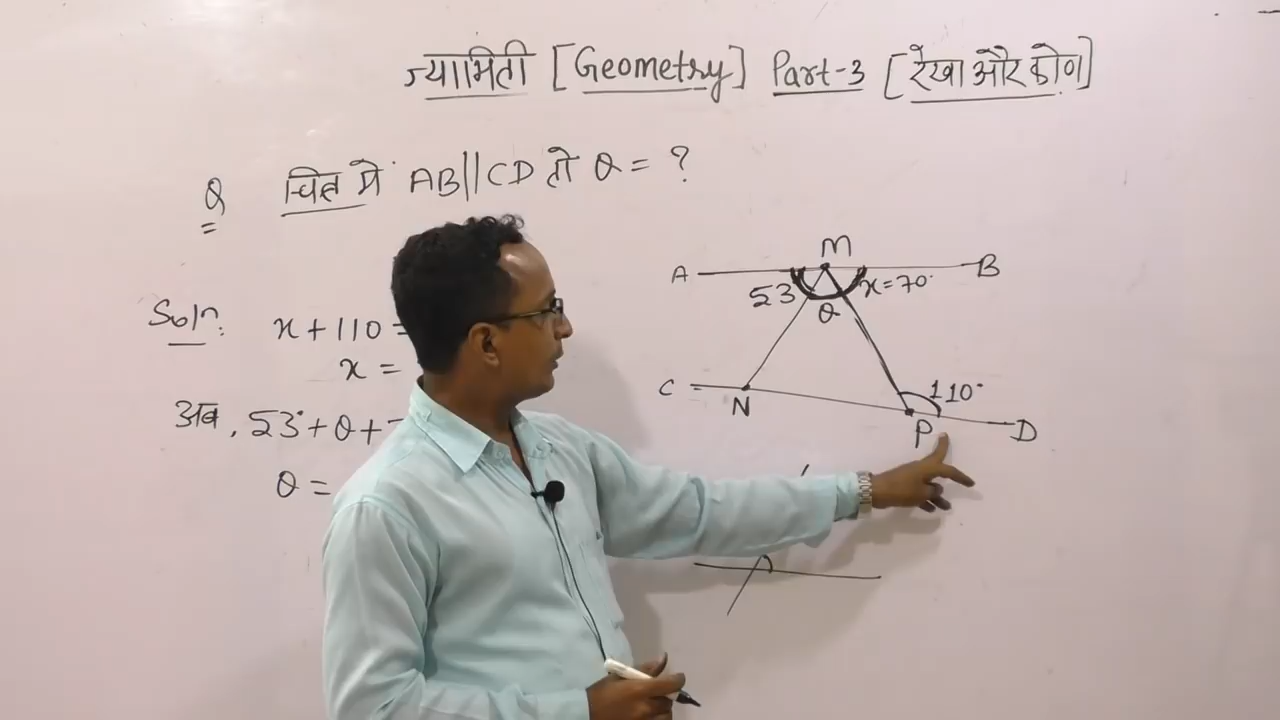 ज्यामिती [Geometry] Part-3 [रेखा और कोण]
Q चित्र में AB||CD तो θ = ?
M
A B
53 x=70°
θ
Soln: x+110=
x =
C N P D
110°
अब, 53°+θ+
θ =